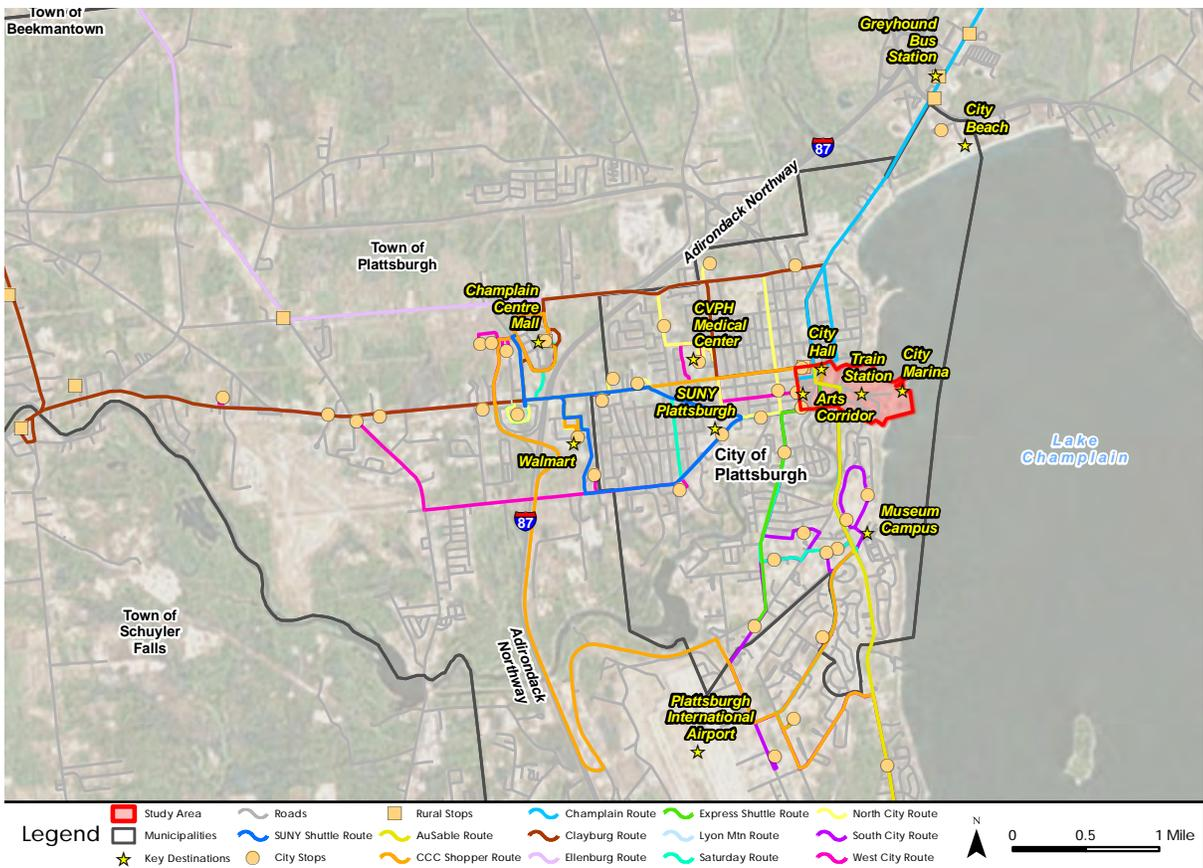 Town of
Beekmantown
Greyhound
Bus
Station
City
Beach
87
Adirondack Northway
Town of
Plattsburgh
Champlain
Centre
Mall
CVPH
Medical
Center
City
Hall
Train
Station
City
Marina
SUNY
Plattsburgh
Arts
Corridor
Walmart
City of
Plattsburgh
Lake
Champlain
87
Museum
Campus
Town of
Schuyler
Falls
Adirondack
Northway
Plattsburgh
International
Airport
Legend
Study Area
Municipalities
Key Destinations
Roads
SUNY Shuttle Route
City Stops
Rural Stops
AuSable Route
CCC Shopper Route
Champlain Route
Clayburg Route
Ellenburg Route
Express Shuttle Route
Lyon Mtn Route
Saturday Route
North City Route
South City Route
West City Route
N
0 0.5 1 Mile